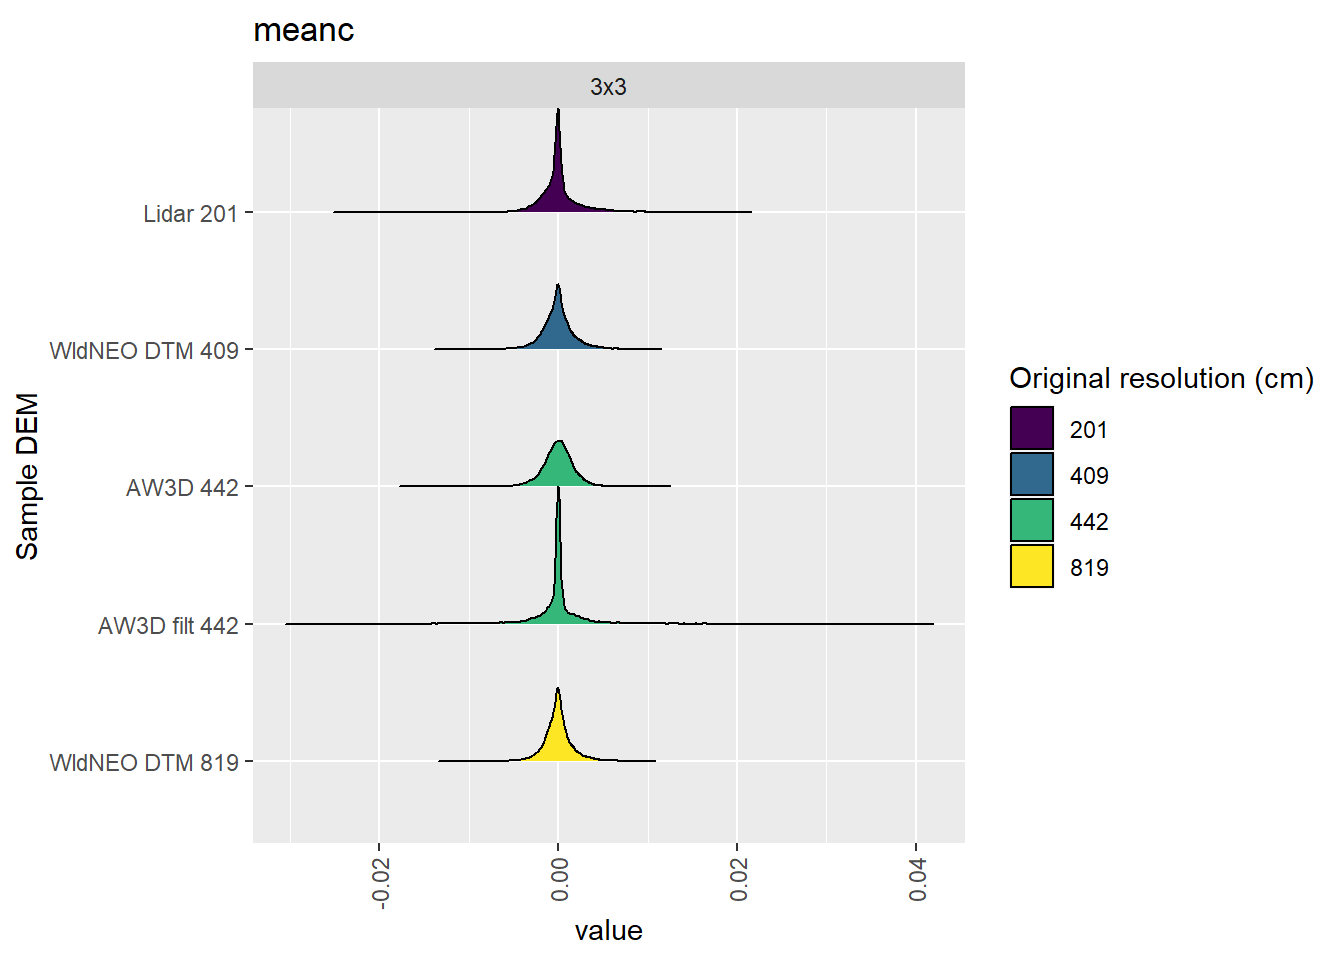 meanc
3x3
Lidar 201
WldNEO DTM 409
AW3D 442
AW3D filt 442
WldNEO DTM 819
Sample DEM
-0.02
0.00
0.02
0.04
value
Original resolution (cm)
201
409
442
819